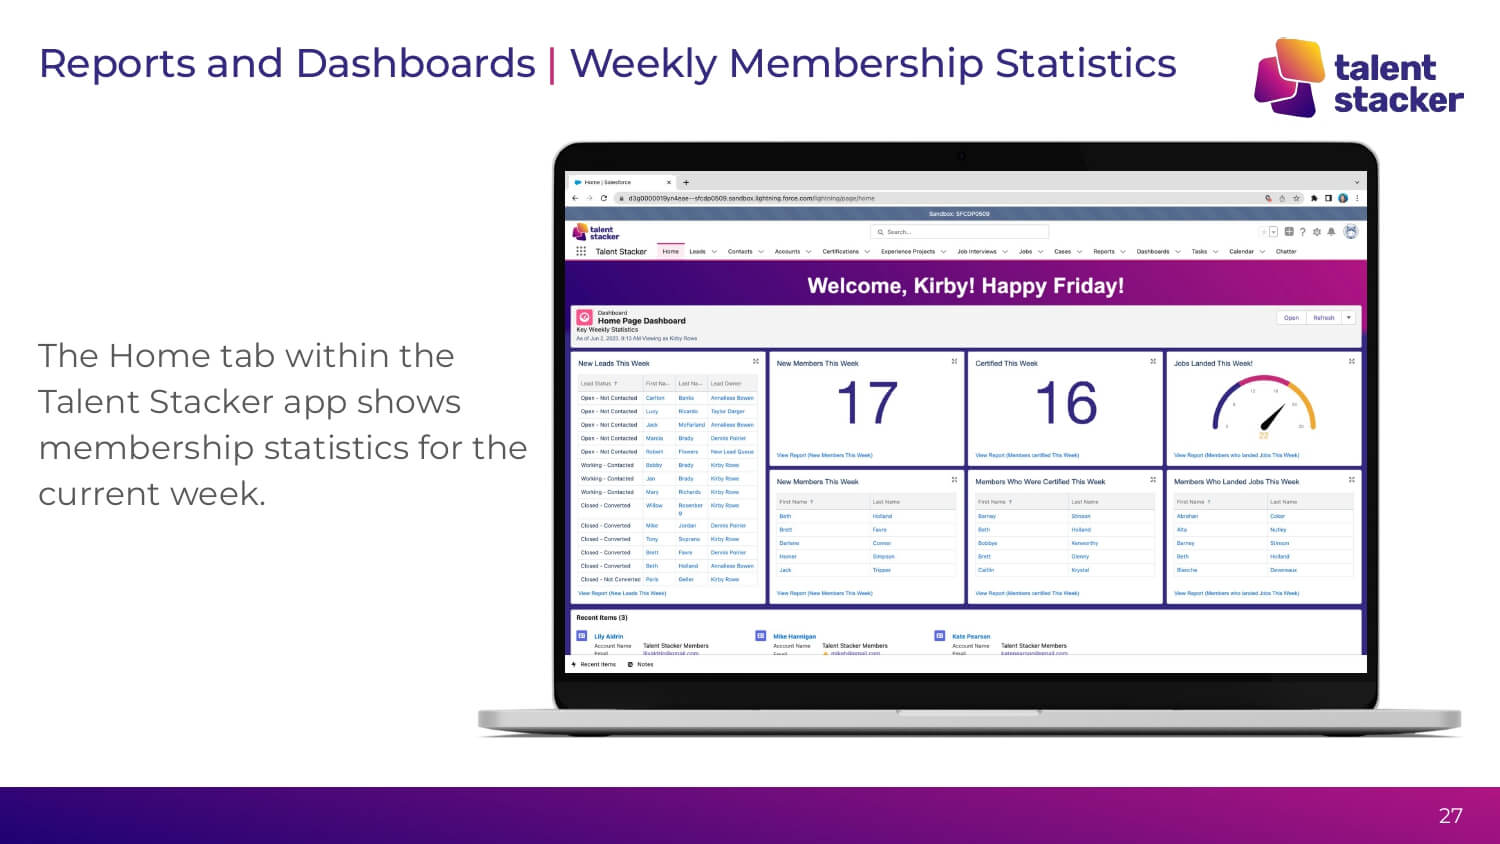 Reports and Dashboards | Weekly Membership Statistics
talent
stacker
The Home tab within the
Talent Stacker app shows
membership statistics for the
current week.
Home | Salesforce
d3g0000019yn4eae--sfcdp0509.sandbox.lightning.force.com/lightning/page/home
Sandbox: SFCDP0509
talent
stacker
Search...
Talent Stacker Home Leads Contacts Accounts Certifications Experience Projects Job Interviews Jobs Cases Reports Dashboards Tasks Calendar Chatter
Welcome, Kirby! Happy Friday!
Dashboard
Home Page Dashboard
Key Weekly Statistics
As of Jun 2, 2023, 9:13 AM Viewing as Kirby Rowe
Open Refresh
New Leads This Week
Lead Status ↑ First Na... Last Na... Lead Owner
Open - Not Contacted Carlton Banks Annaliese Bowen
Open - Not Contacted Lucy Ricardo Taylor Darger
Open - Not Contacted Jack McFarland Annaliese Bowen
Open - Not Contacted Marcia Brady Dennis Painter
Open - Not Contacted Robert Flowers New Lead Queue
Working - Contacted Bobby Brady Kirby Rowe
Working - Contacted Jan Brady Kirby Rowe
Working - Contacted Mary Richards Kirby Rowe
Closed - Converted Willow Rosenber Kirby Rowe
g
Closed - Converted Mike Jordan Dennis Painter
Closed - Converted Tony Soprano Kirby Rowe
Closed - Converted Brett Favre Dennis Painter
Closed - Converted Beth Holland Annaliese Bowen
Closed - Not Converted Paris Geller Kirby Rowe
View Report (New Leads This Week)
New Members This Week
17
View Report (New Members This Week)
Certified This Week
16
View Report (Members certified This Week)
Jobs Landed This Week!
22
View Report (Members who landed Jobs This Week)
New Members This Week
First Name ↑ Last Name
Beth Holland
Brett Favre
Darlene Connor
Homer Simpson
Jack Tripper
View Report (New Members This Week)
Members Who Were Certified This Week
First Name ↑ Last Name
Barney Stinson
Beth Holland
Bobbye Kenworthy
Brett Glenny
Caitlin Krystal
View Report (Members certified This Week)
Members Who Landed Jobs This Week
First Name ↑ Last Name
Abrahan Coker
Alta Nutley
Barney Stinson
Beth Holland
Blanche Devereaux
View Report (Members who landed Jobs This Week)
Recent Items (3)
Lily Aldrin
Account Name Talent Stacker Members
Email
Mike Hannigan
Account Name Talent Stacker Members
Email
Kate Pearson
Account Name Talent Stacker Members
Email
Recent Items Notes
27